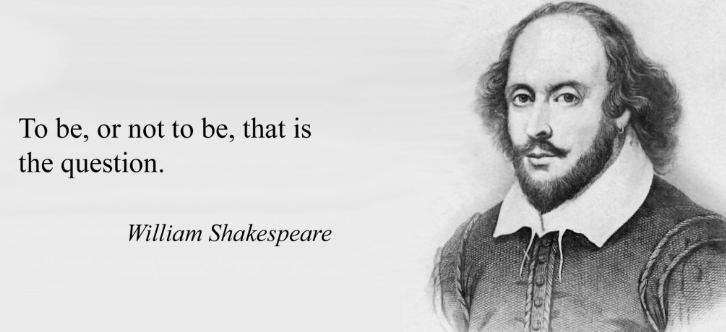 To be, or not to be, that is
the question.
William Shakespeare